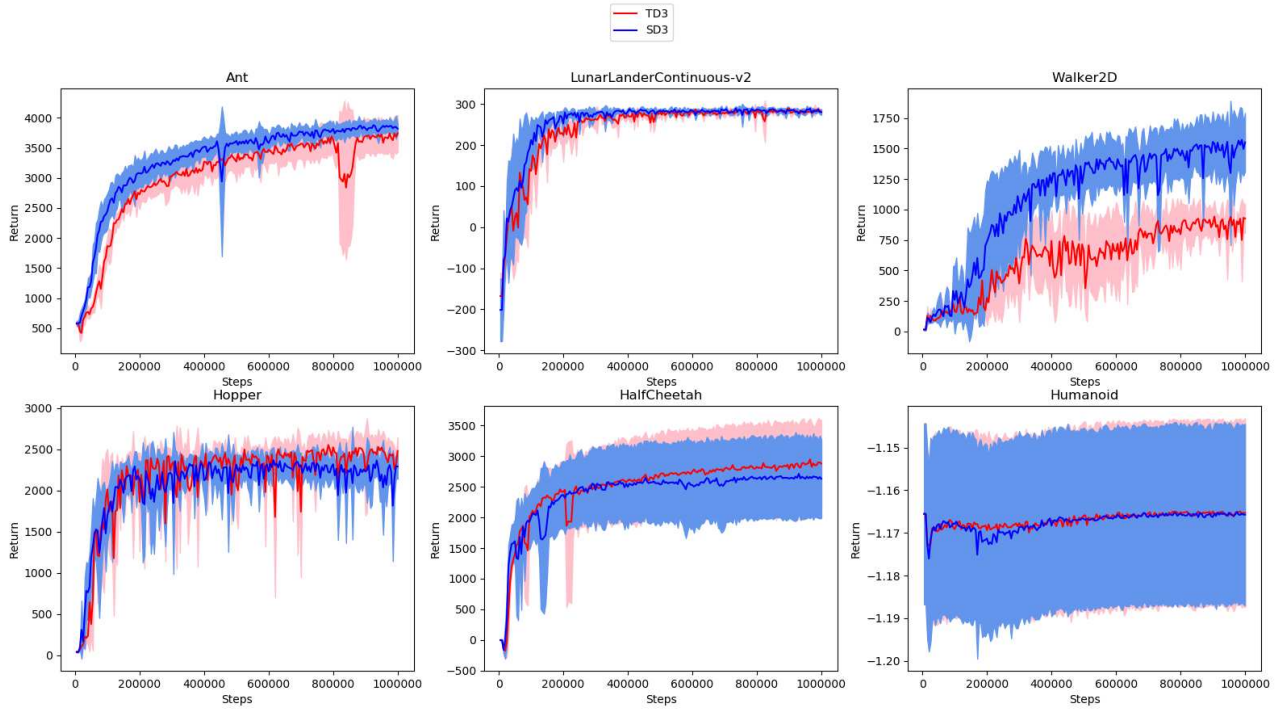 TD3
SD3
Ant
LunarLanderContinuous-v2
Walker2D
4000
3500
3000
2500
2000
1500
1000
500
Return
0 200000 400000 600000 800000 1000000
Steps
300
200
100
0
−100
−200
−300
Return
0 200000 400000 600000 800000 1000000
Steps
1750
1500
1250
1000
750
500
250
0
Return
0 200000 400000 600000 800000 1000000
Steps
Hopper
HalfCheetah
Humanoid
3000
2500
2000
1500
1000
500
0
Return
0 200000 400000 600000 800000 1000000
Steps
3500
3000
2500
2000
1500
1000
500
0
−500
Return
0 200000 400000 600000 800000 1000000
Steps
−1.15
−1.16
−1.17
−1.18
−1.19
−1.20
Return
0 200000 400000 600000 800000 1000000
Steps